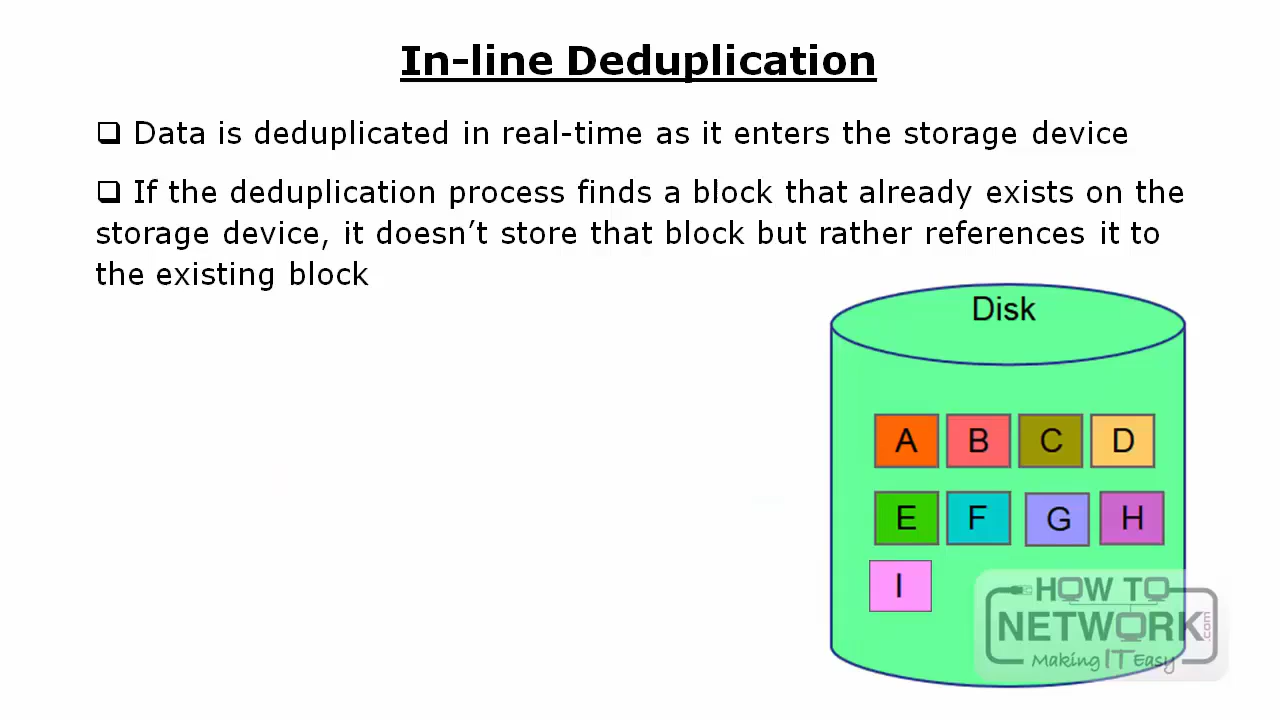 In-line Deduplication
❑ Data is deduplicated in real-time as it enters the storage device
❑ If the deduplication process finds a block that already exists on the
storage device, it doesn’t store that block but rather references it to
the existing block
Disk
A B C D
E F G H
I
HOW TO
NETWORK.com
Making IT Easy